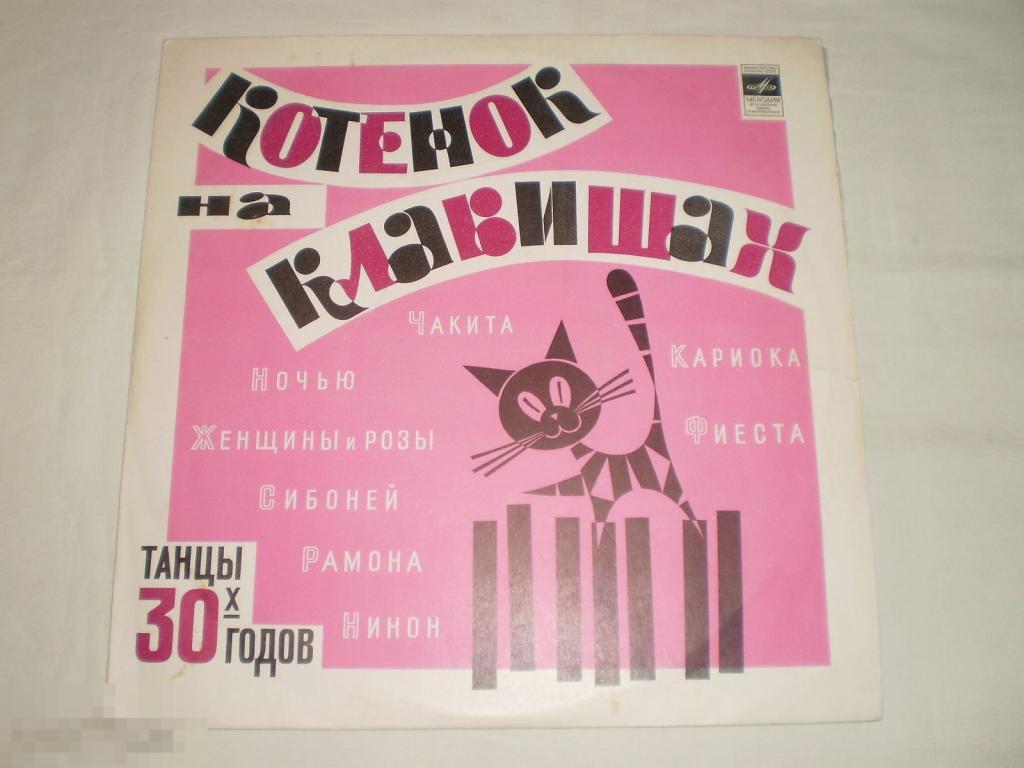 КОТЕНОК
на
КЛАВИШАХ
МЕЛОДИЯ
ЧАКИТА
КАРИОКА
НОЧЬЮ
ЖЕНЩИНЫ и РОЗЫ
ФИЕСТА
СИБОНЕЙ
РАМОНА
НИНОН
ТАНЦЫ
30Х
ГОДОВ